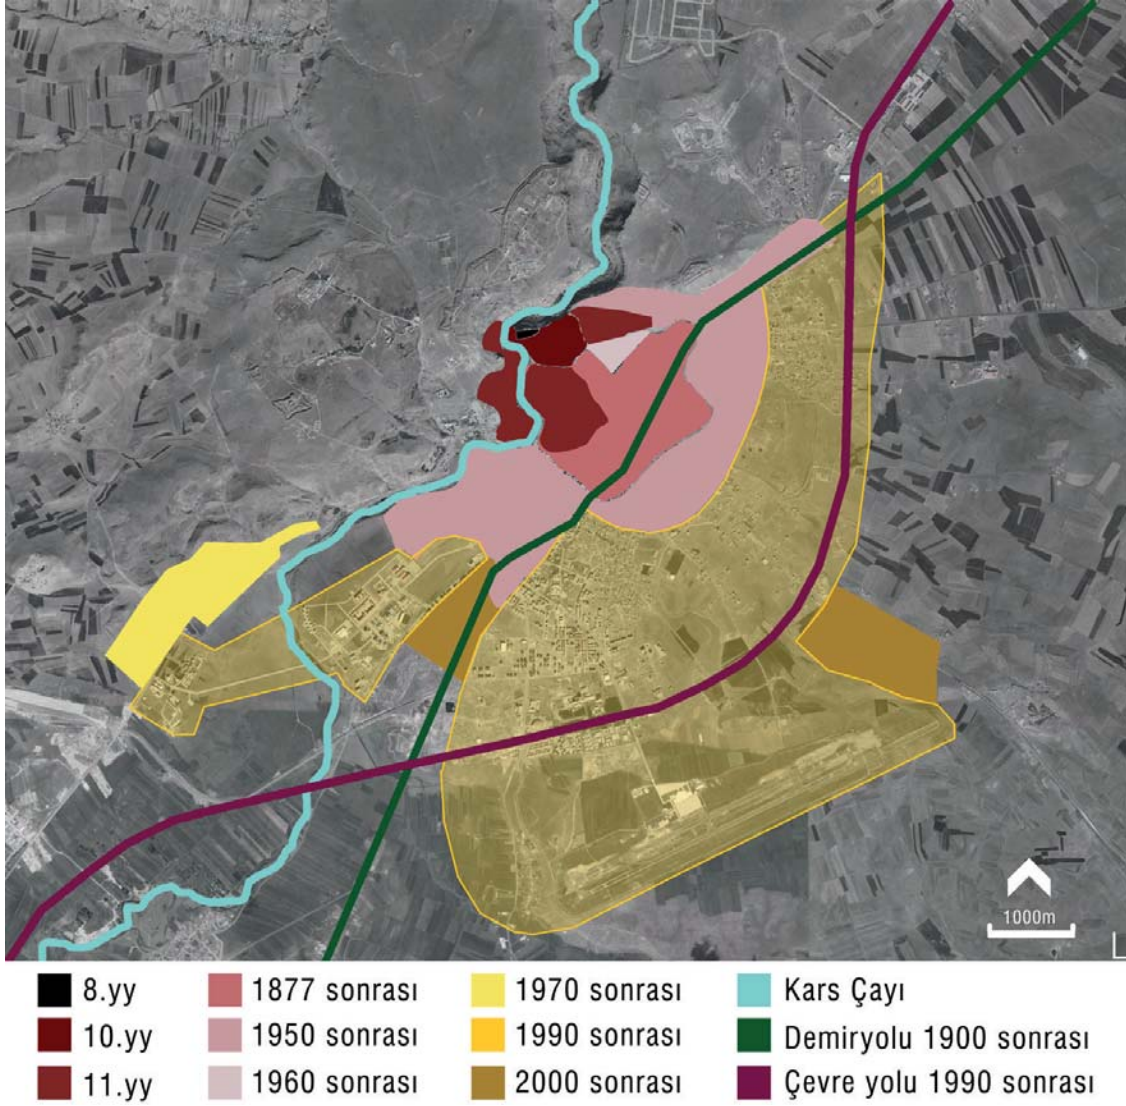 1000m
8.yy
10.yy
11.yy
1877 sonrası
1950 sonrası
1960 sonrası
1970 sonrası
1990 sonrası
2000 sonrası
Kars Çayı
Demiryolu 1900 sonrası
Çevre yolu 1990 sonrası